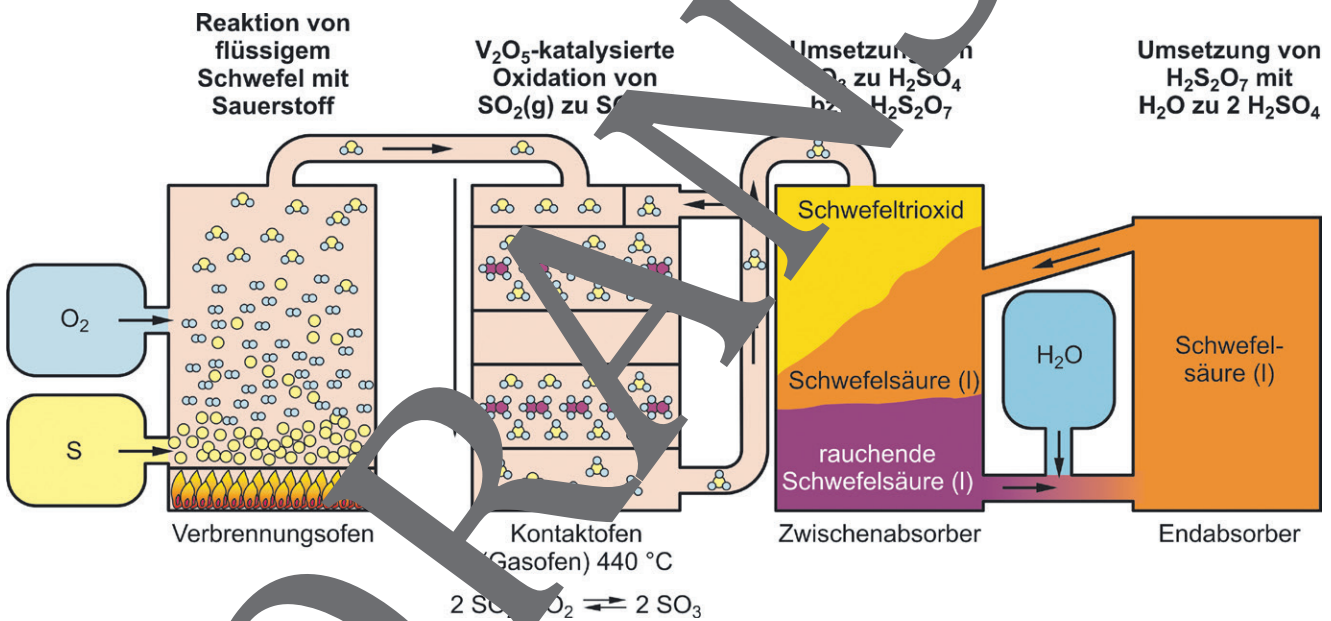 Reaktion von
flüssigem
Schwefel mit
Sauerstoff
V₂O₅-katalysierte
Oxidation von
SO₂(g) zu
Umsetzung von
zu H₂SO₄
H₂S₂O₇
Umsetzung von
H₂S₂O₇ mit
H₂O zu 2 H₂SO₄
O₂
S
Verbrennungsofen
Kontaktofen
(Gasofen) 440 °C
2 O₂ ⇌ 2 SO₃
Schwefeltrioxid
Schwefelsäure (l)
rauchende
Schwefelsäure (l)
Zwischenabsorber
H₂O
Schwefel-
säure (l)
Endabsorber